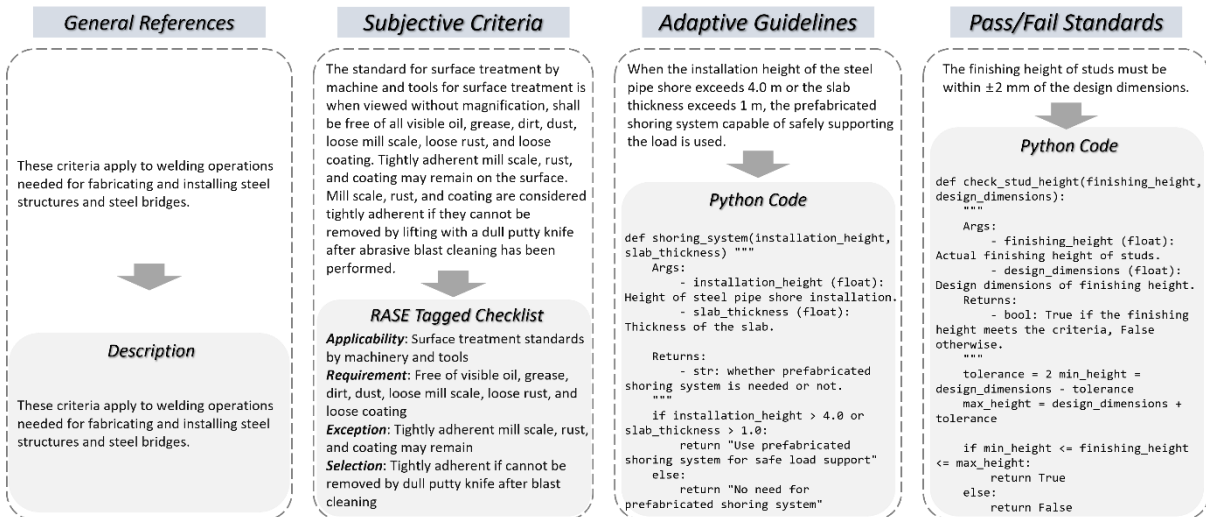 General References
These criteria apply to welding operations
needed for fabricating and installing steel
structures and steel bridges.
Description
These criteria apply to welding operations
needed for fabricating and installing steel
structures and steel bridges.
Subjective Criteria
The standard for surface treatment by
machine and tools for surface treatment is
when viewed without magnification, shall
be free of all visible oil, grease, dirt, dust,
loose mill scale, loose rust, and loose
coating. Tightly adherent mill scale, rust,
and coating may remain on the surface.
Mill scale, rust, and coating are considered
tightly adherent if they cannot be
removed by lifting with a dull putty knife
after abrasive blast cleaning has been
performed.
RASE Tagged Checklist
Applicability: Surface treatment standards
by machinery and tools
Requirement: Free of visible oil, grease,
dirt, dust, loose mill scale, loose rust, and
loose coating
Exception: Tightly adherent mill scale, rust,
and coating may remain
Selection: Tightly adherent if cannot be
removed by dull putty knife after blast
cleaning
Adaptive Guidelines
When the installation height of the steel
pipe shore exceeds 4.0 m or the slab
thickness exceeds 1 m, the prefabricated
shoring system capable of safely supporting
the load is used.
Python Code
def shoring_system(installation_height,
slab_thickness) """
Args:
- installation_height (float):
Height of steel pipe shore installation.
- slab_thickness (float):
Thickness of the slab.
Returns:
- str: whether prefabricated
shoring system is needed or not.
"""
if installation_height > 4.0 or
slab_thickness > 1.0:
return "Use prefabricated
shoring system for safe load support"
else:
return "No need for
prefabricated shoring system"
Pass/Fail Standards
The finishing height of studs must be
within ±2 mm of the design dimensions.
Python Code
def check_stud_height(finishing_height,
design_dimensions):
"""
Args:
- finishing_height (float):
Actual finishing height of studs.
- design_dimensions (float):
Design dimensions of finishing height.
Returns:
- bool: True if the finishing
height meets the criteria, False
otherwise.
"""
tolerance = 2 min_height =
design_dimensions - tolerance
max_height = design_dimensions +
tolerance
if min_height <= finishing_height
<= max_height:
return True
else:
return False